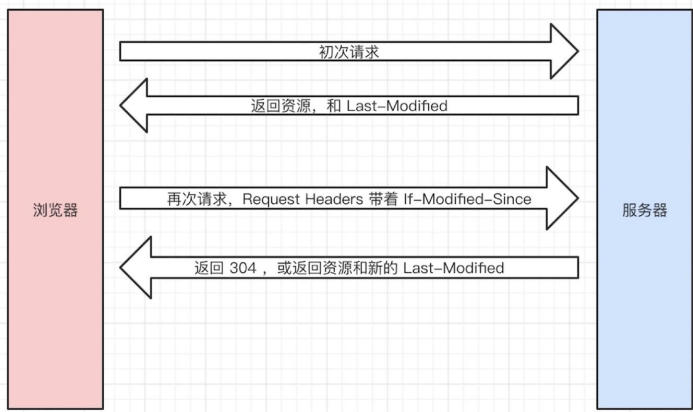 初次请求
返回资源，和 Last-Modified
再次请求，Request Headers 带着 If-Modified-Since
浏览器
服务器
返回 304 ，或返回资源和新的 Last-Modified